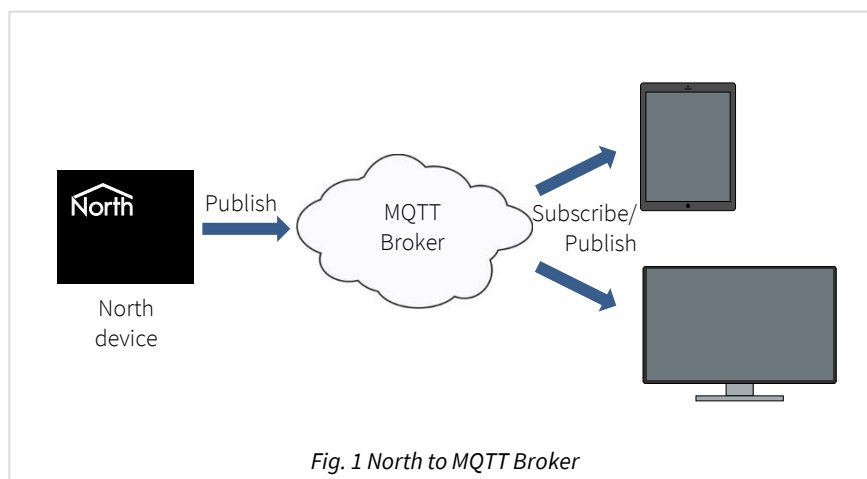 North
Publish
North
device
MQTT
Broker
Subscribe/
Publish
Fig. 1 North to MQTT Broker